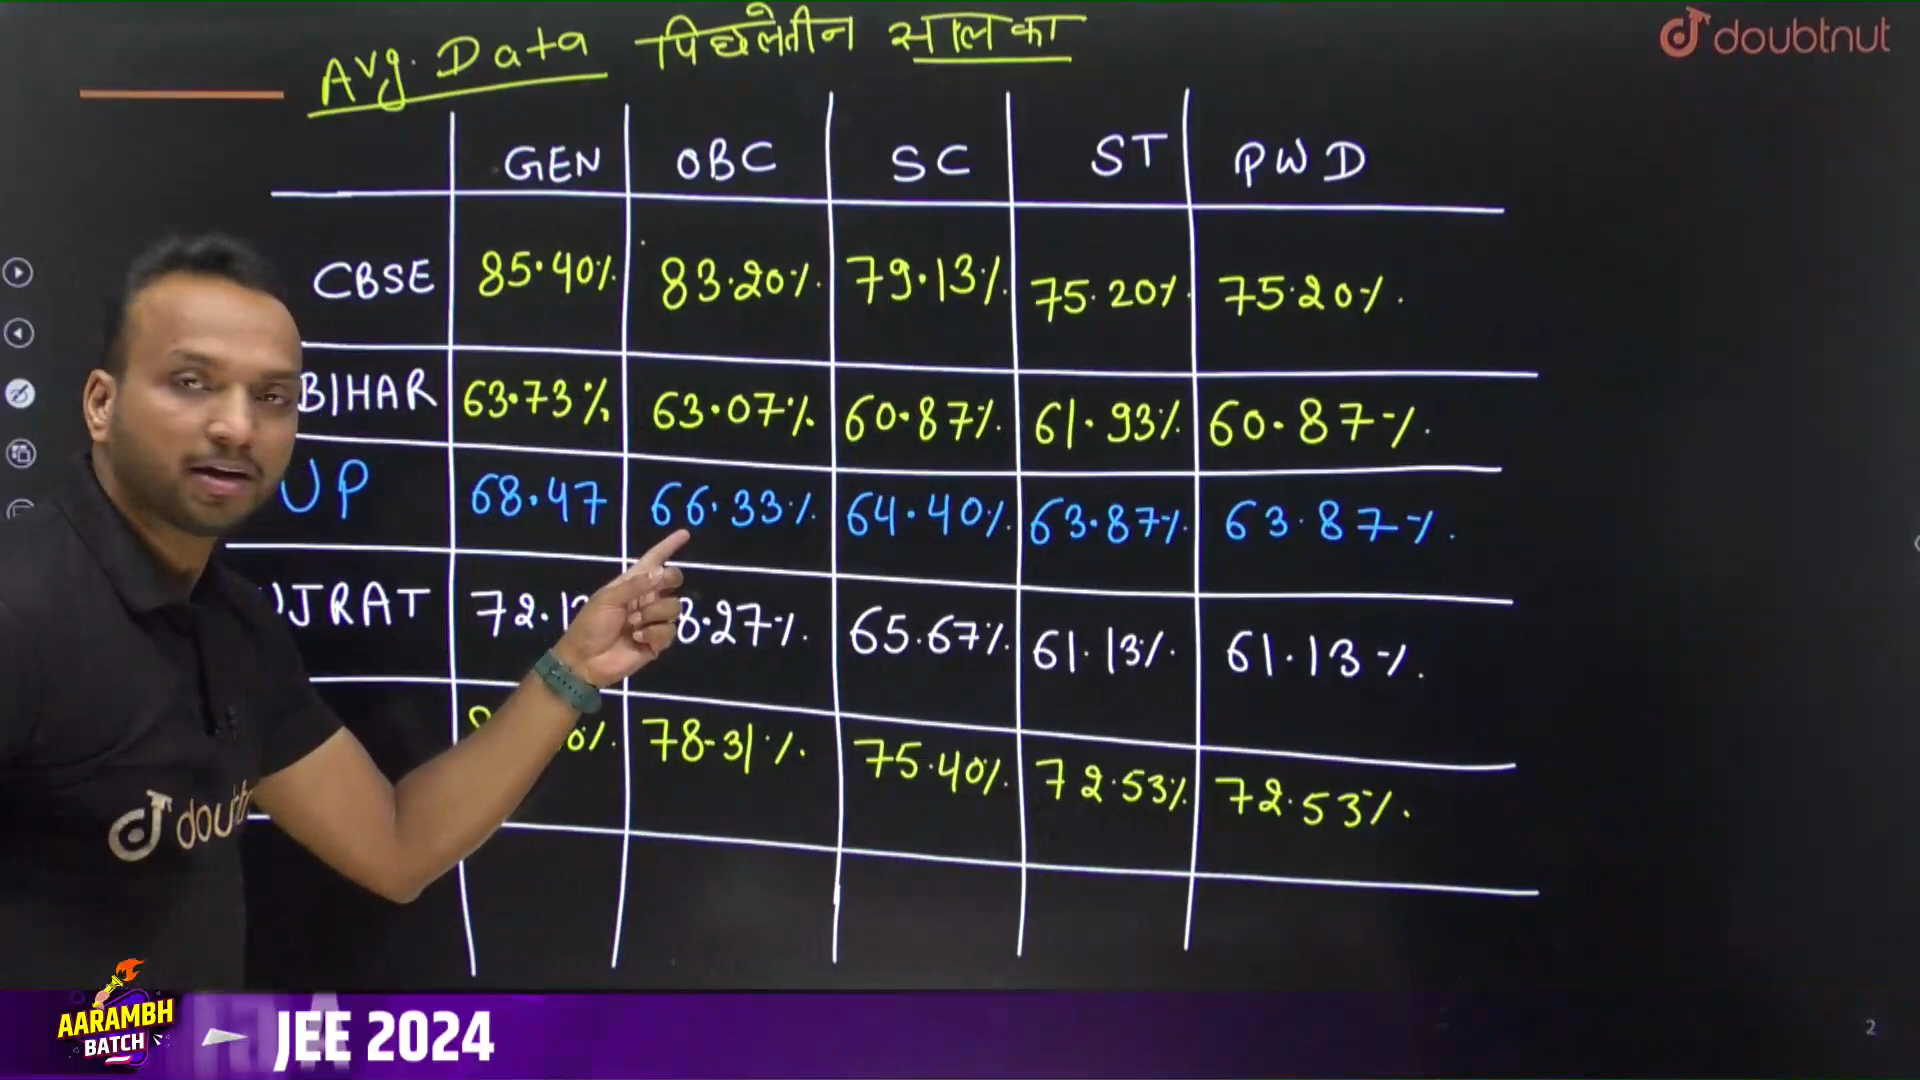 Avg. Data पिछले तीन साल का
doubtnut
GEN OBC SC ST PWD
CBSE 85.40% 83.20% 79.13% 75.20% 75.20%.
BIHAR 63.73% 63.07% 60.87% 61.93% 60.87%.
UP 68.47 66.33% 64.40% 63.87% 63.87%.
JRAT 8.27%. 65.67% 61.13%. 61.13%.
78.31%. 75.40% 72.53% 72.53%.
AARAMBH
BATCH
JEE 2024
2